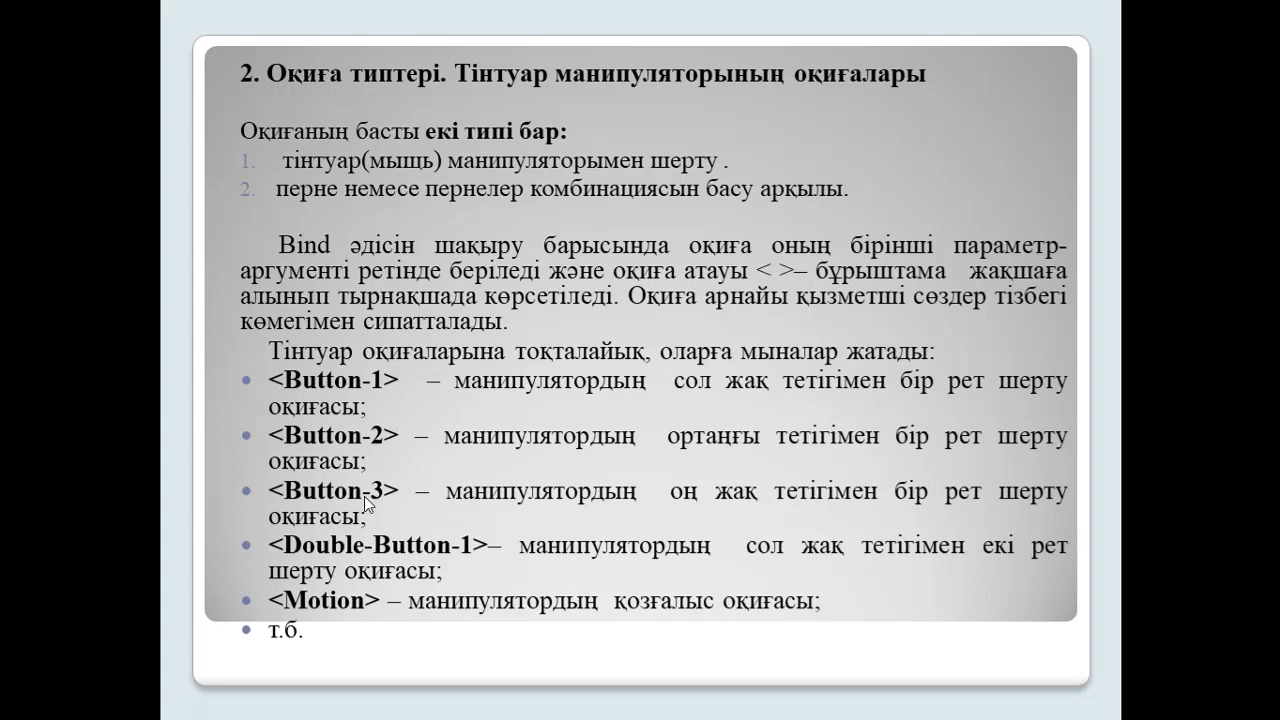 2. Оқиға типтері. Тінтуар манипуляторының оқиғалары
Оқиғаның басты екі типі бар:
1. тінтуар(мыщь) манипуляторымен шерту .
2. перне немесе пернелер комбинациясын басу арқылы.
Bind әдісін шақыру барысында оқиға оның бірінші параметр-
аргументі ретінде беріледі және оқиға атауы < >– бұрыштама жақшаға
алынып тырнақшада көрсетіледі. Оқиға арнайы қызметші сөздер тізбегі
көмегімен сипатталады.
Тінтуар оқиғаларына тоқталайық, оларға мыналар жатады:
• <Button-1> – манипулятордың сол жақ тетігімен бір рет шерту
оқиғасы;
• <Button-2> – манипулятордың ортаңғы тетігімен бір рет шерту
оқиғасы;
• <Button-3> – манипулятордың оң жақ тетігімен бір рет шерту
оқиғасы;
• <Double-Button-1>– манипулятордың сол жақ тетігімен екі рет
шерту оқиғасы;
• <Motion> – манипулятордың қозғалыс оқиғасы;
• т.б.